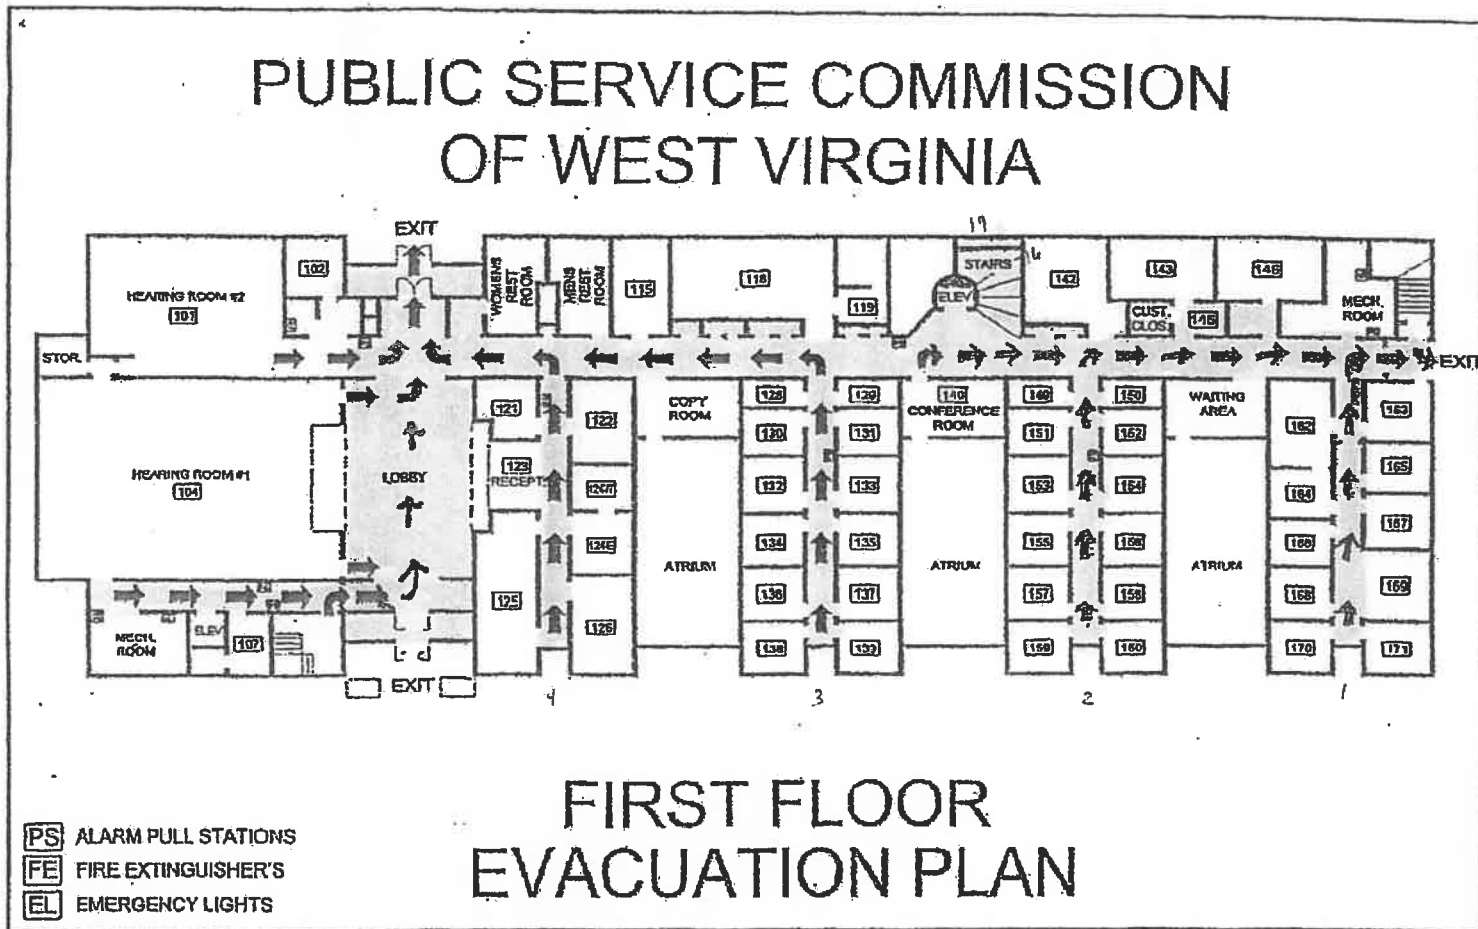 PUBLIC SERVICE COMMISSION
OF WEST VIRGINIA
EXIT
17
HEARING ROOM #2
101
102
WOMENS
REST
ROOM
MENS
REST.
ROOM
115
118
119
ELEV
STAIRS
142
143
CUST.
CLOS.
145
146
MECH.
ROOM
STOR.
EXIT
HEARING ROOM #1
104
LOBBY
121
122
123
RECEPT.
125
126
COPY
ROOM
ATRIUM
128
129
130
131
132
133
134
135
136
137
138
139
140
CONFERENCE
ROOM
ATRIUM
149
150
151
152
153
154
155
156
157
158
159
160
WAITING
AREA
ATRIUM
162
163
164
165
166
167
168
169
170
171
MECH.
ROOM
ELEV
107
EXIT
4
3
2
1
FIRST FLOOR
EVACUATION PLAN
PS ALARM PULL STATIONS
FE FIRE EXTINGUISHER'S
EL EMERGENCY LIGHTS